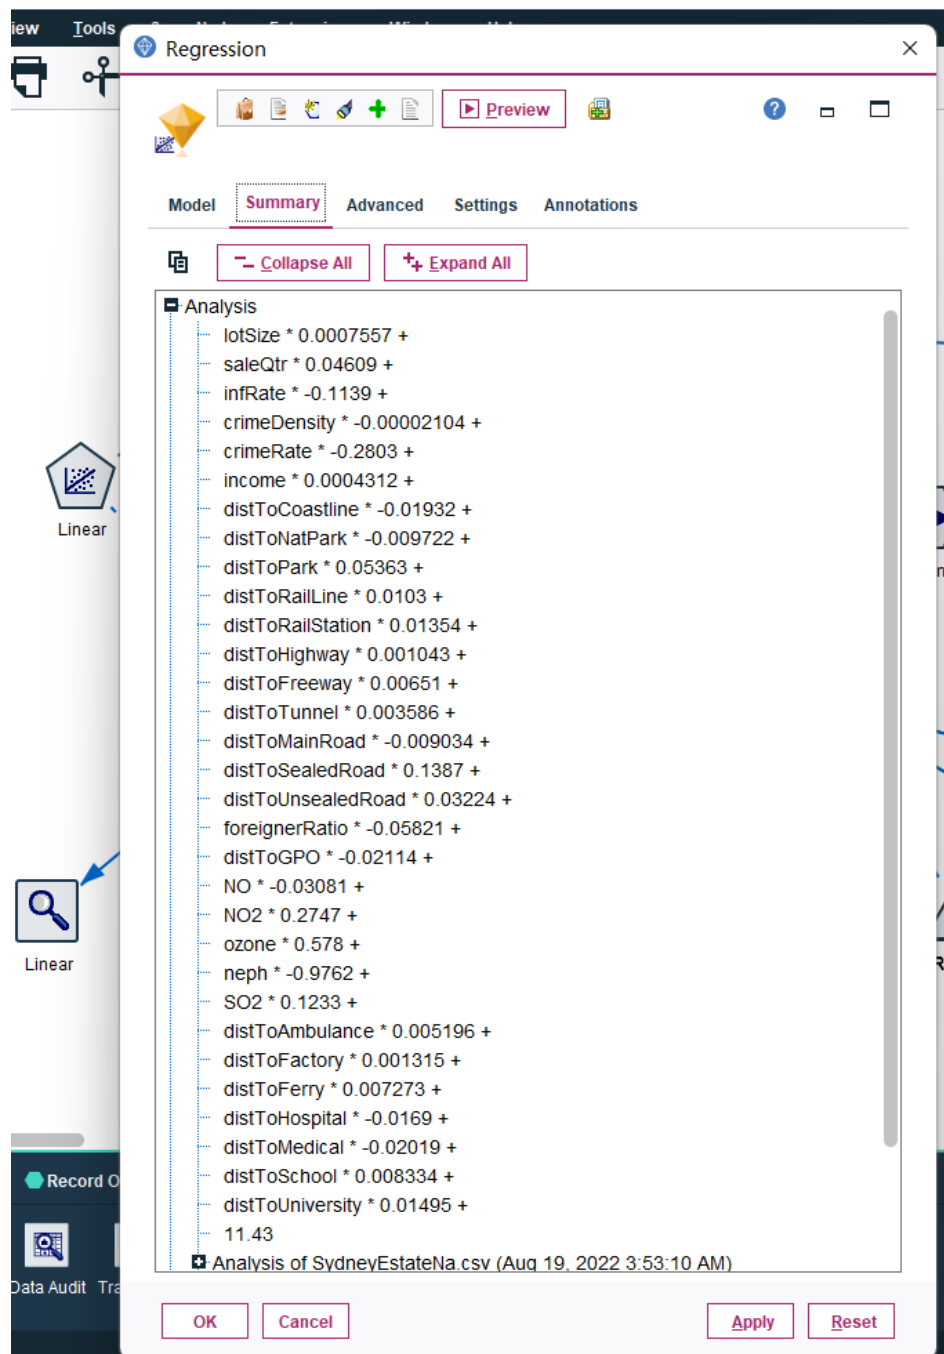 iew Tools
Regression
Preview
Model Summary Advanced Settings Annotations
Collapse All Expand All
Analysis
lotSize * 0.0007557 +
saleQtr * 0.04609 +
infRate * -0.1139 +
crimeDensity * -0.00002104 +
crimeRate * -0.2803 +
income * 0.0004312 +
distToCoastline * -0.01932 +
distToNatPark * -0.009722 +
distToPark * 0.05363 +
distToRailLine * 0.0103 +
distToRailStation * 0.01354 +
distToHighway * 0.001043 +
distToFreeway * 0.00651 +
distToTunnel * 0.003586 +
distToMainRoad * -0.009034 +
distToSealedRoad * 0.1387 +
distToUnsealedRoad * 0.03224 +
foreignerRatio * -0.05821 +
distToGPO * -0.02114 +
NO * -0.03081 +
NO2 * 0.2747 +
ozone * 0.578 +
neph * -0.9762 +
SO2 * 0.1233 +
distToAmbulance * 0.005196 +
distToFactory * 0.001315 +
distToFerry * 0.007273 +
distToHospital * -0.0169 +
distToMedical * -0.02019 +
distToSchool * 0.008334 +
distToUniversity * 0.01495 +
11.43
Analysis of SydneyEstateNa.csv (Aug 19, 2022 3:53:10 AM)
OK Cancel Apply Reset
Linear
Linear
Record O
Data Audit Tra